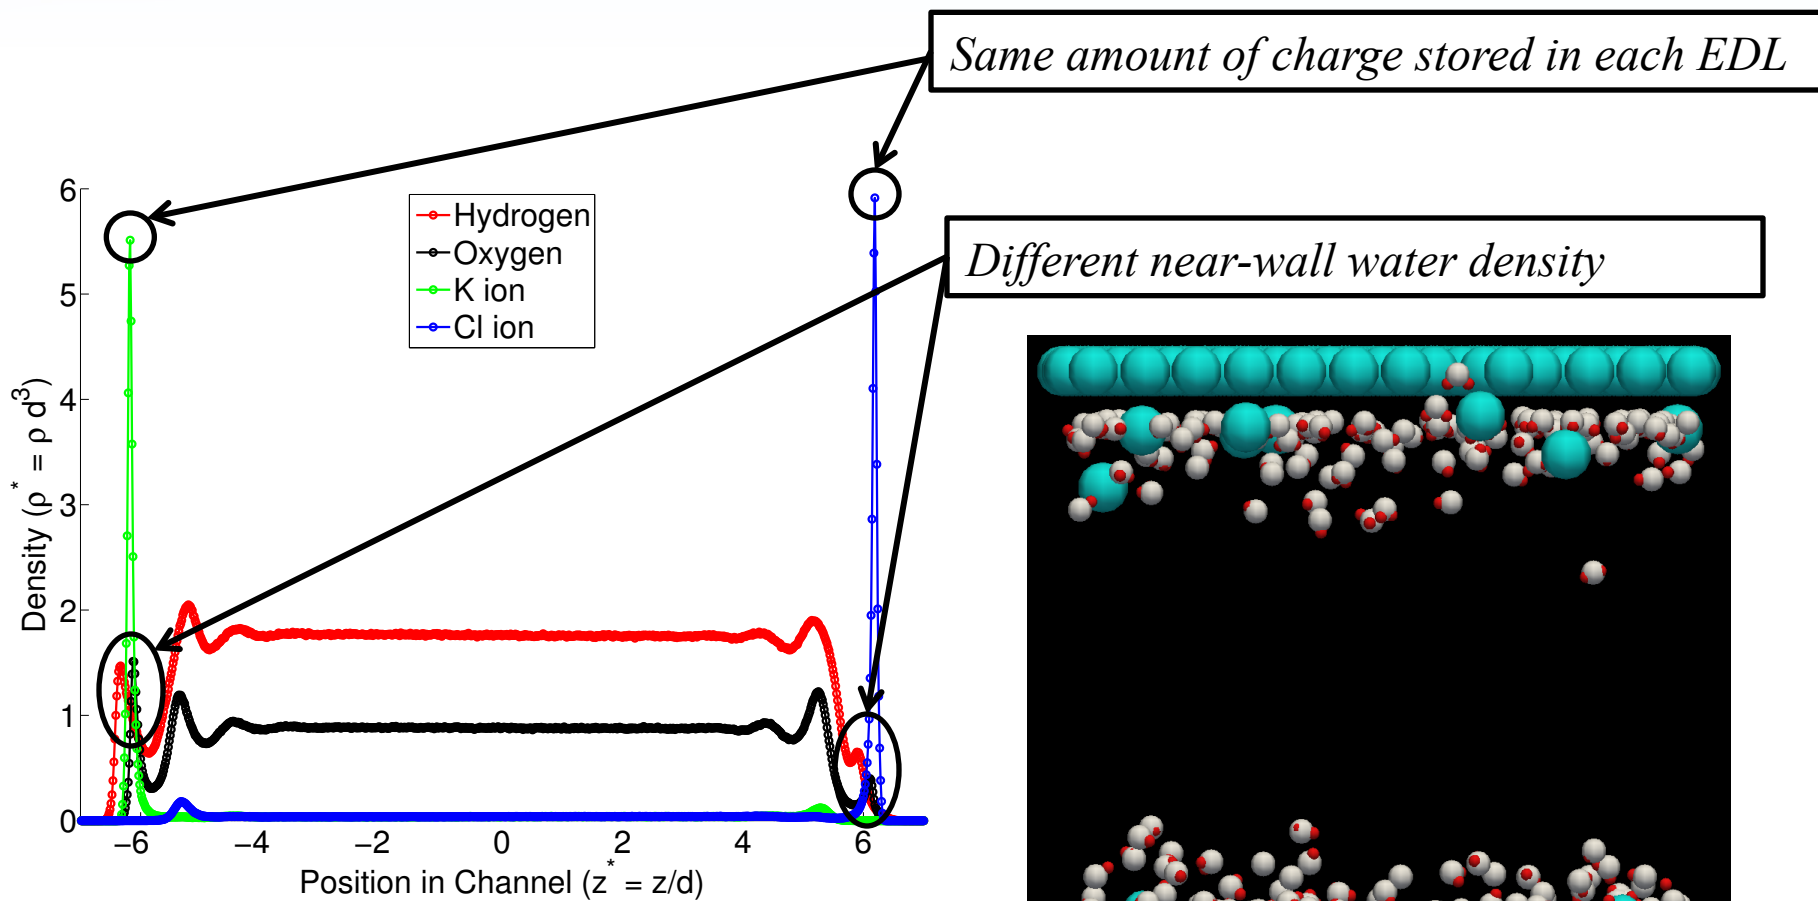 Same amount of charge stored in each EDL
Different near-wall water density
Hydrogen
Oxygen
K ion
Cl ion
Density (ρ* = ρ d³)
6
5
4
3
2
1
0
−6
−4
−2
0
2
4
6
Position in Channel (z* = z/d)